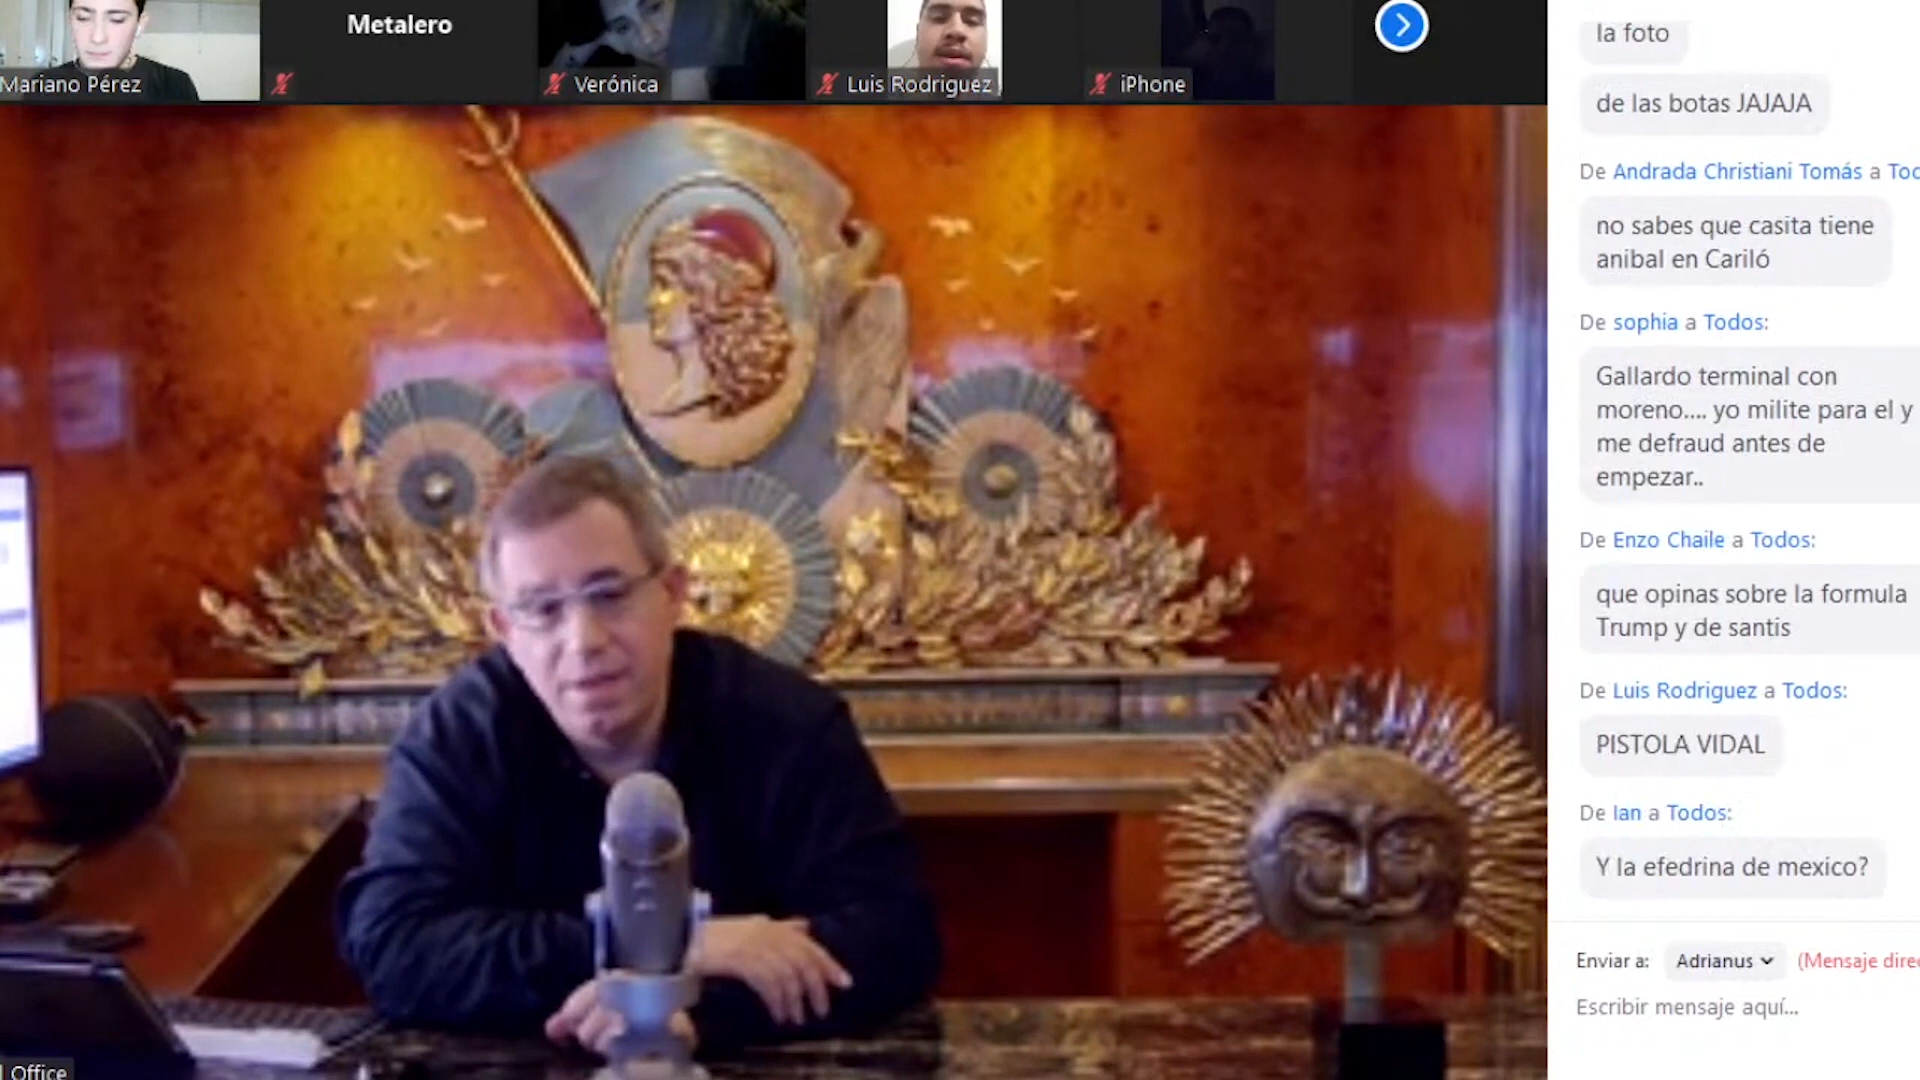 Mariano Pérez
Metalero
Verónica
Luis Rodriguez
iPhone
Office
la foto
de las botas JAJAJA
De Andrada Christiani Tomás a Toc
no sabes que casita tiene
anibal en Cariló
De sophia a Todos:
Gallardo terminal con
moreno.... yo milite para el y
me defraud antes de
empezar..
De Enzo Chaile a Todos:
que opinas sobre la formula
Trump y de santis
De Luis Rodriguez a Todos:
PISTOLA VIDAL
De Ian a Todos:
Y la efedrina de mexico?
Enviar a: Adrianus (Mensaje direc
Escribir mensaje aquí...